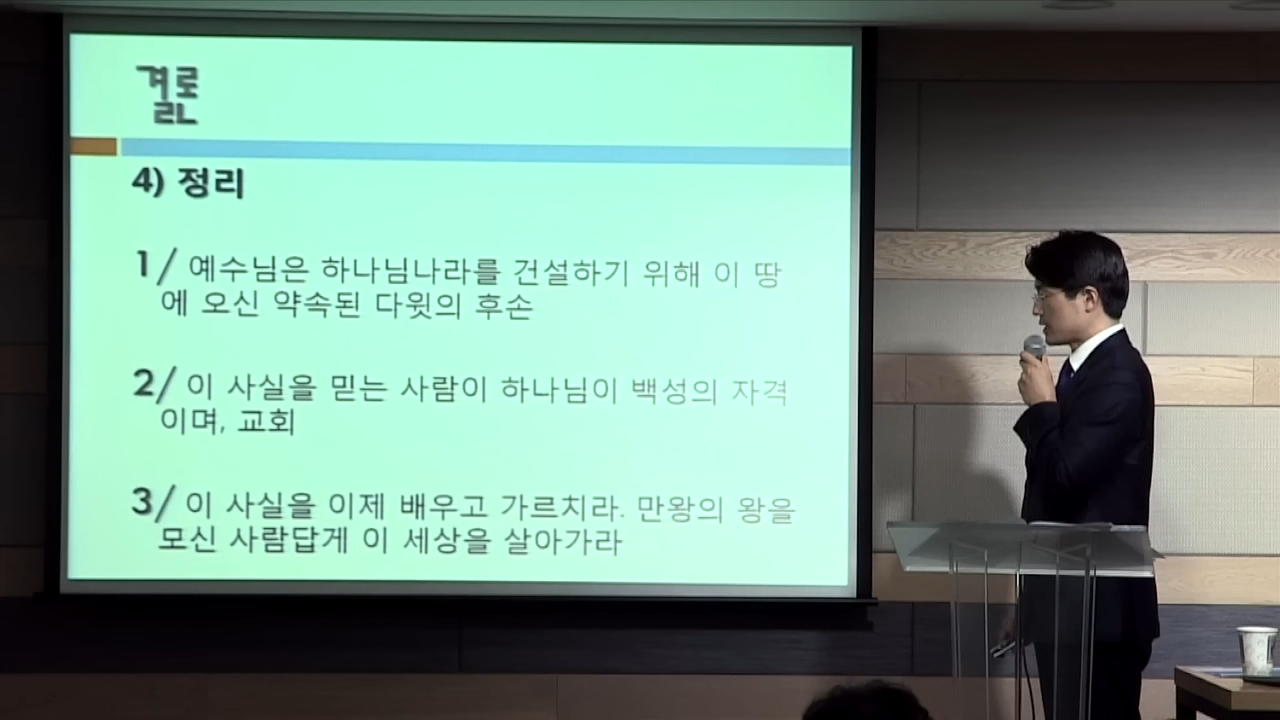 결론
4) 정리
1/ 예수님은 하나님나라를 건설하기 위해 이 땅
에 오신 약속된 다윗의 후손
2/ 이 사실을 믿는 사람이 하나님이 백성의 자격
이며, 교회
3/ 이 사실을 이제 배우고 가르치라. 만왕의 왕을
모신 사람답게 이 세상을 살아가라